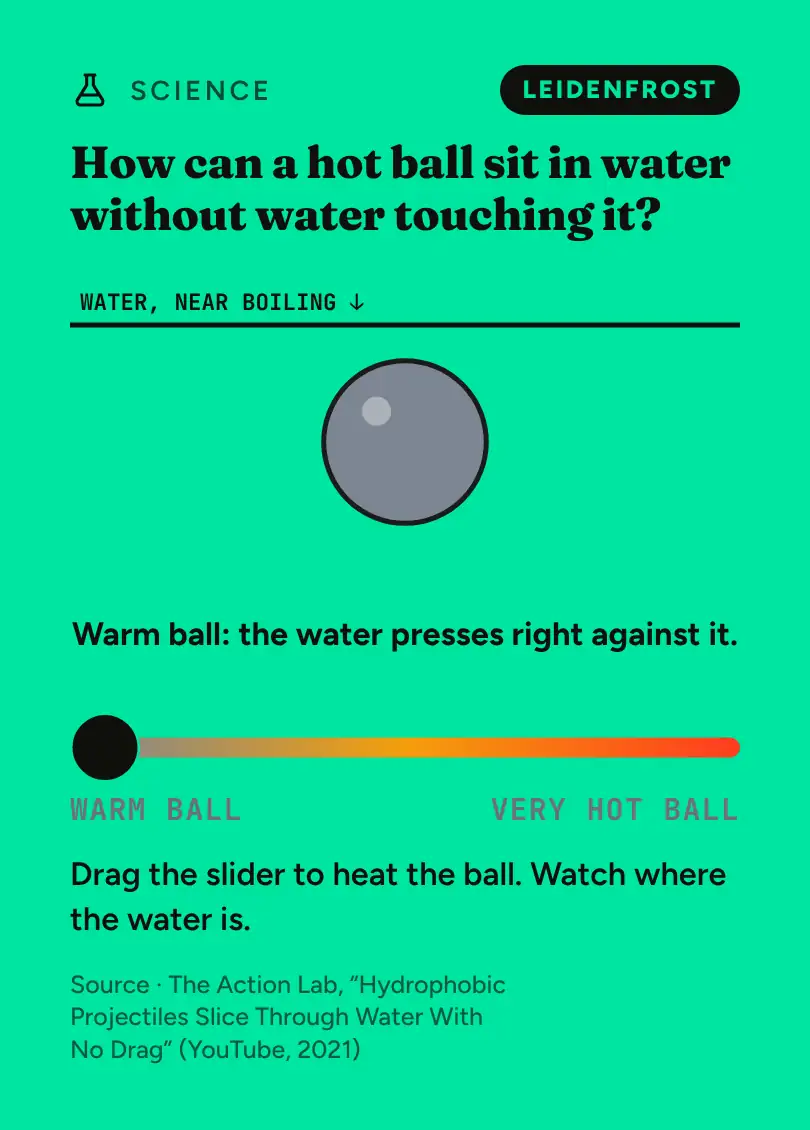 SCIENCE
LEIDENFROST
How can a hot ball sit in water
without water touching it?
WATER, NEAR BOILING ↓
Warm ball: the water presses right against it.
WARM BALL
VERY HOT BALL
Drag the slider to heat the ball. Watch where
the water is.
Source · The Action Lab, “Hydrophobic
Projectiles Slice Through Water With
No Drag” (YouTube, 2021)